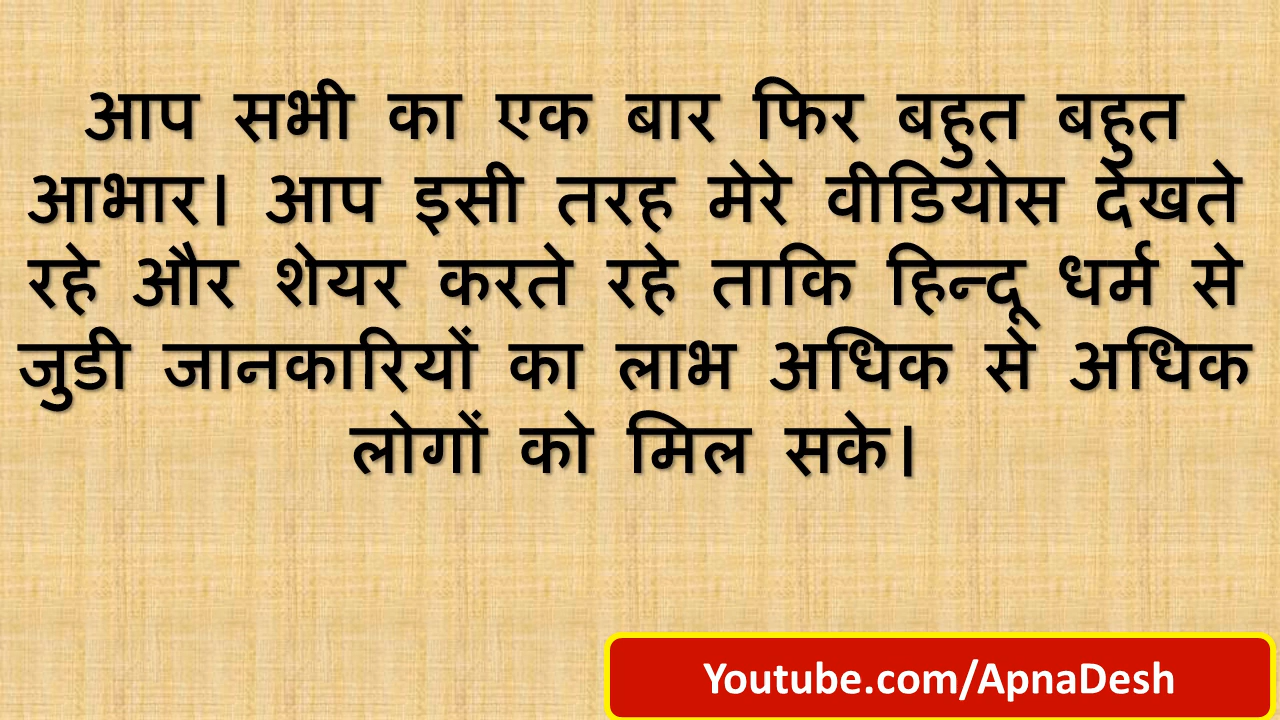 आप सभी का एक बार फिर बहुत बहुत
आभार। आप इसी तरह मेरे वीडियोस देखते
रहे और शेयर करते रहे ताकि हिन्दू धर्म से
जुडी जानकारियों का लाभ अधिक से अधिक
लोगों को मिल सके।
Youtube.com/ApnaDesh